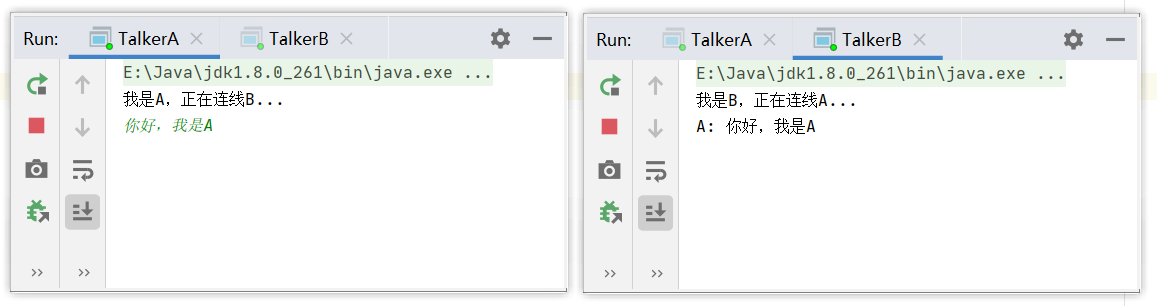 Run: TalkerA TalkerB
E:\Java\jdk1.8.0_261\bin\java.exe ...
我是A，正在连线B...
你好，我是A
Run: TalkerA TalkerB
E:\Java\jdk1.8.0_261\bin\java.exe ...
我是B，正在连线A...
A: 你好，我是A